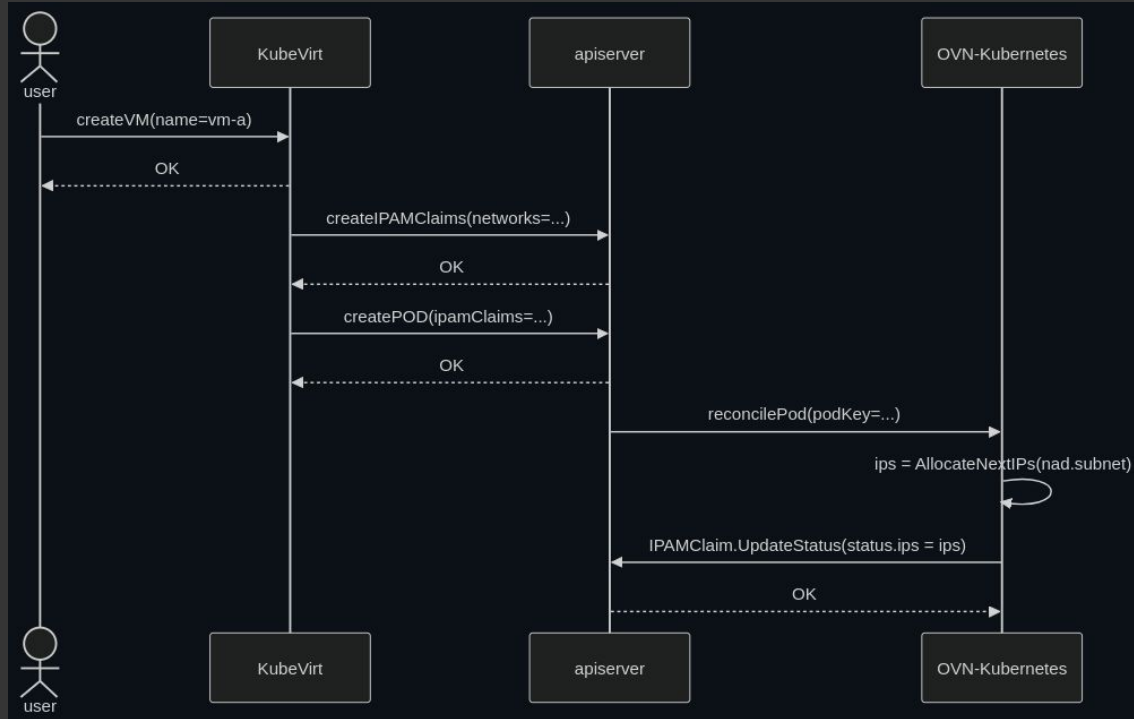 KubeVirt
apiserver
OVN-Kubernetes
user
createVM(name=vm-a)
OK
createIPAMClaims(networks=...)
OK
createPOD(ipamClaims=...)
OK
reconcilePod(podKey=...)
ips = AllocateNextIPs(nad.subnet)
IPAMClaim.UpdateStatus(status.ips = ips)
OK
KubeVirt
apiserver
OVN-Kubernetes
user